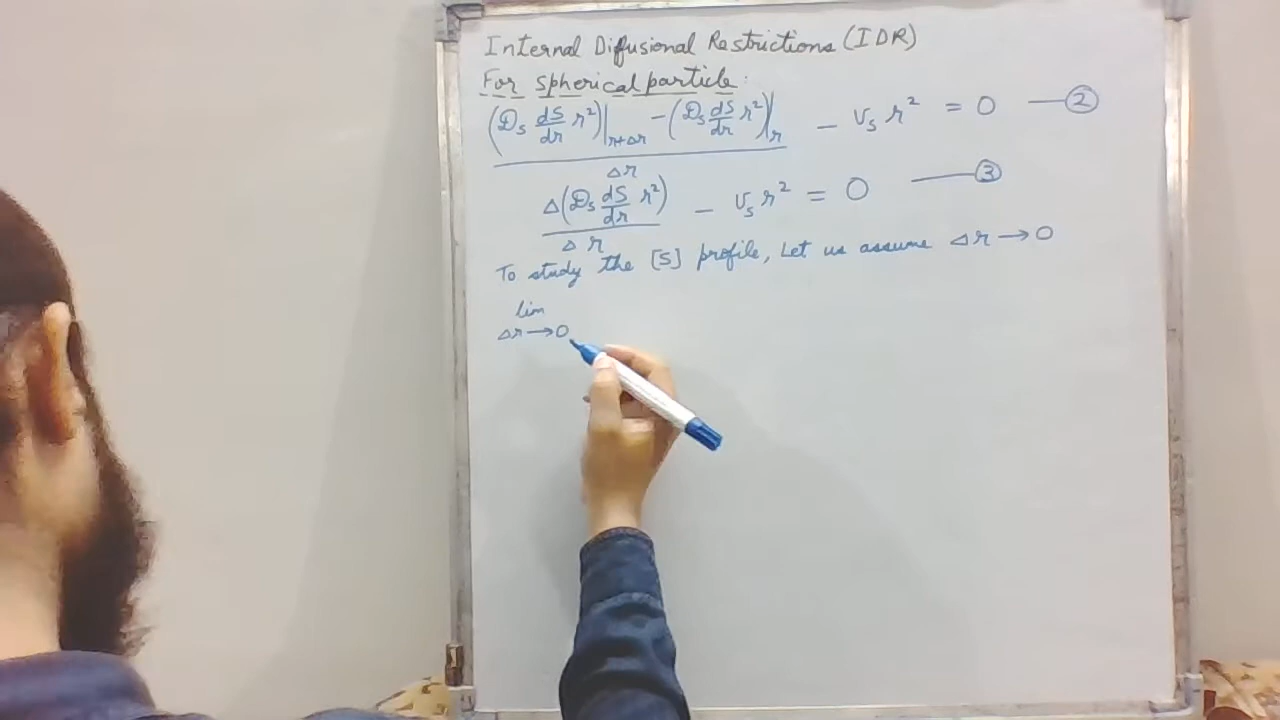 Internal Diffusional Restrictions (IDR)
For Spherical particle:
(Ds dS/dr r²)|r+Δr - (Ds dS/dr r²)|r / Δr - vs r² = 0 — ②
Δ(Ds dS/dr r²) / Δr - vs r² = 0 — ③
To study the [S] profile, Let us assume Δr → 0
lim
Δr → 0